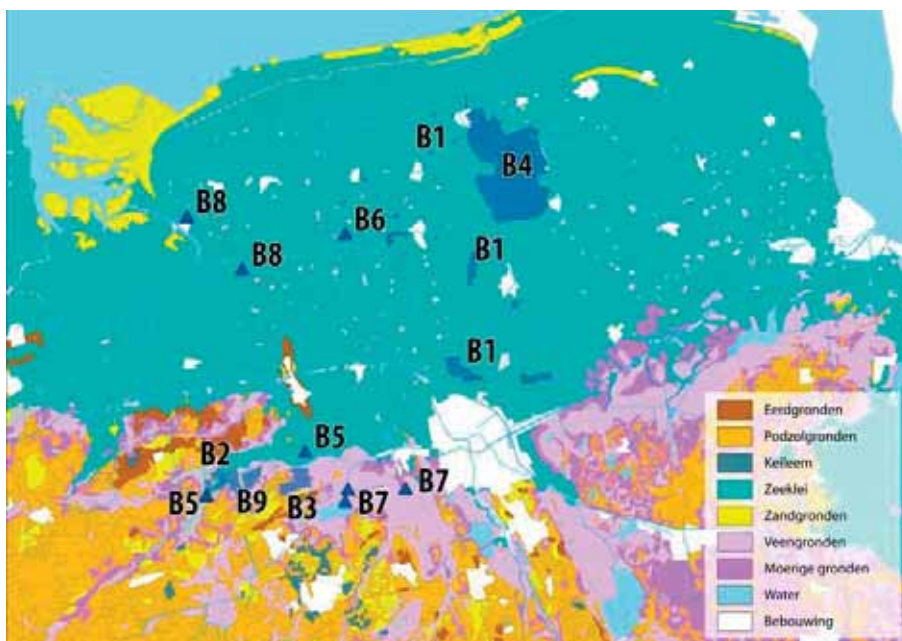 B1
B4
B8
B6
B8
B1
B1
B5
B2
B7
B5
B9
B3
B7
Eerdgronden
Podzolgronden
Keileem
Zeeklei
Zandgronden
Veengronden
Moerige gronden
Water
Bebouwing